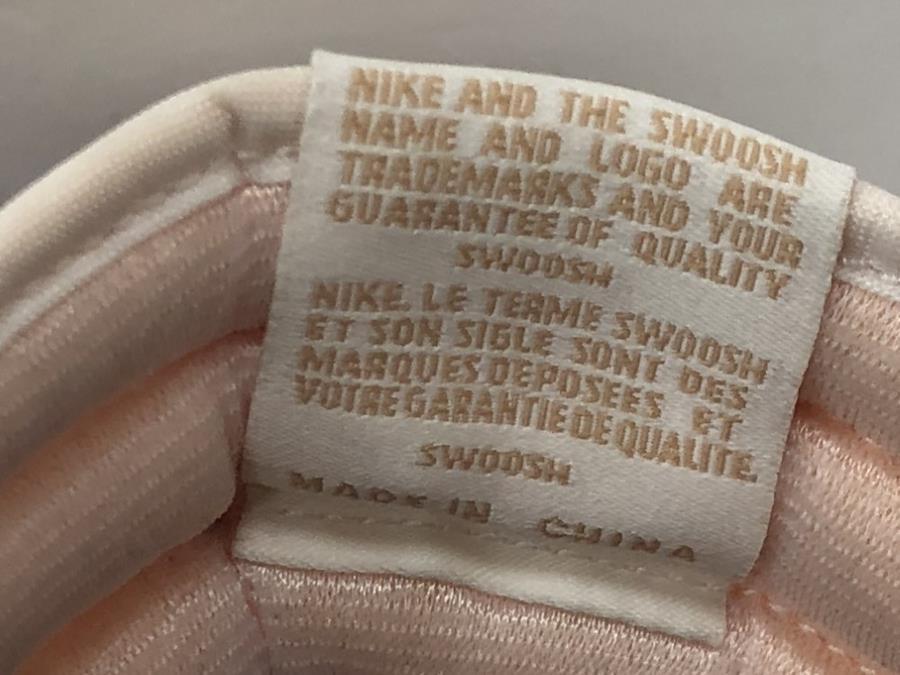 NIKE AND THE SWOOSH
NAME AND LOGO ARE
TRADEMARKS AND YOUR
GUARANTEE OF QUALITY
SWOOSH
NIKE, LE TERME SWOOSH
ET SON SIGLE SONT DES
MARQUES DEPOSEES ET
VOTRE GARANTIE DE QUALITE.
SWOOSH
MADE IN CHINA